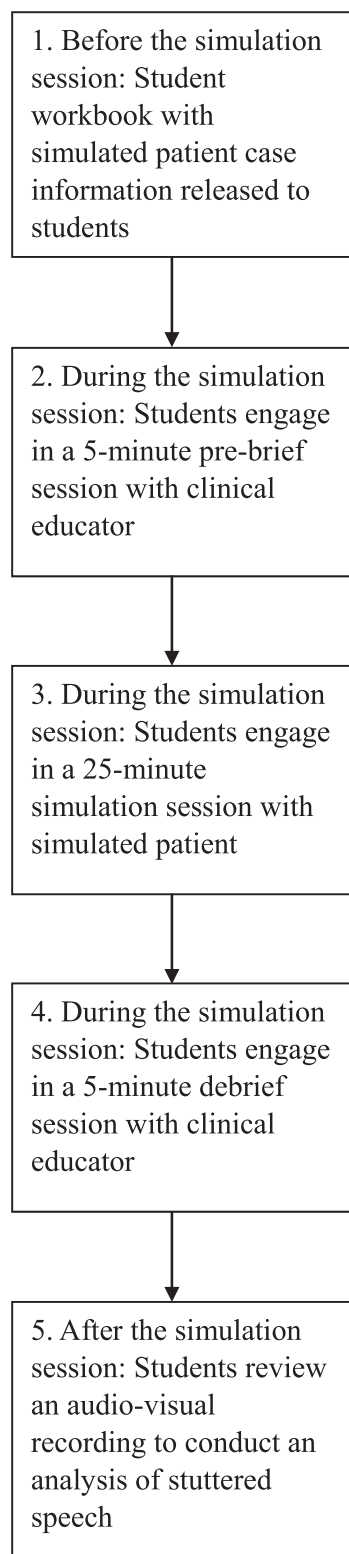 1. Before the simulation
session: Student
workbook with
simulated patient case
information released to
students
2. During the simulation
session: Students engage
in a 5-minute pre-brief
session with clinical
educator
3. During the simulation
session: Students engage
in a 25-minute
simulation session with
simulated patient
4. During the simulation
session: Students engage
in a 5-minute debrief
session with clinical
educator
5. After the simulation
session: Students review
an audio-visual
recording to conduct an
analysis of stuttered
speech